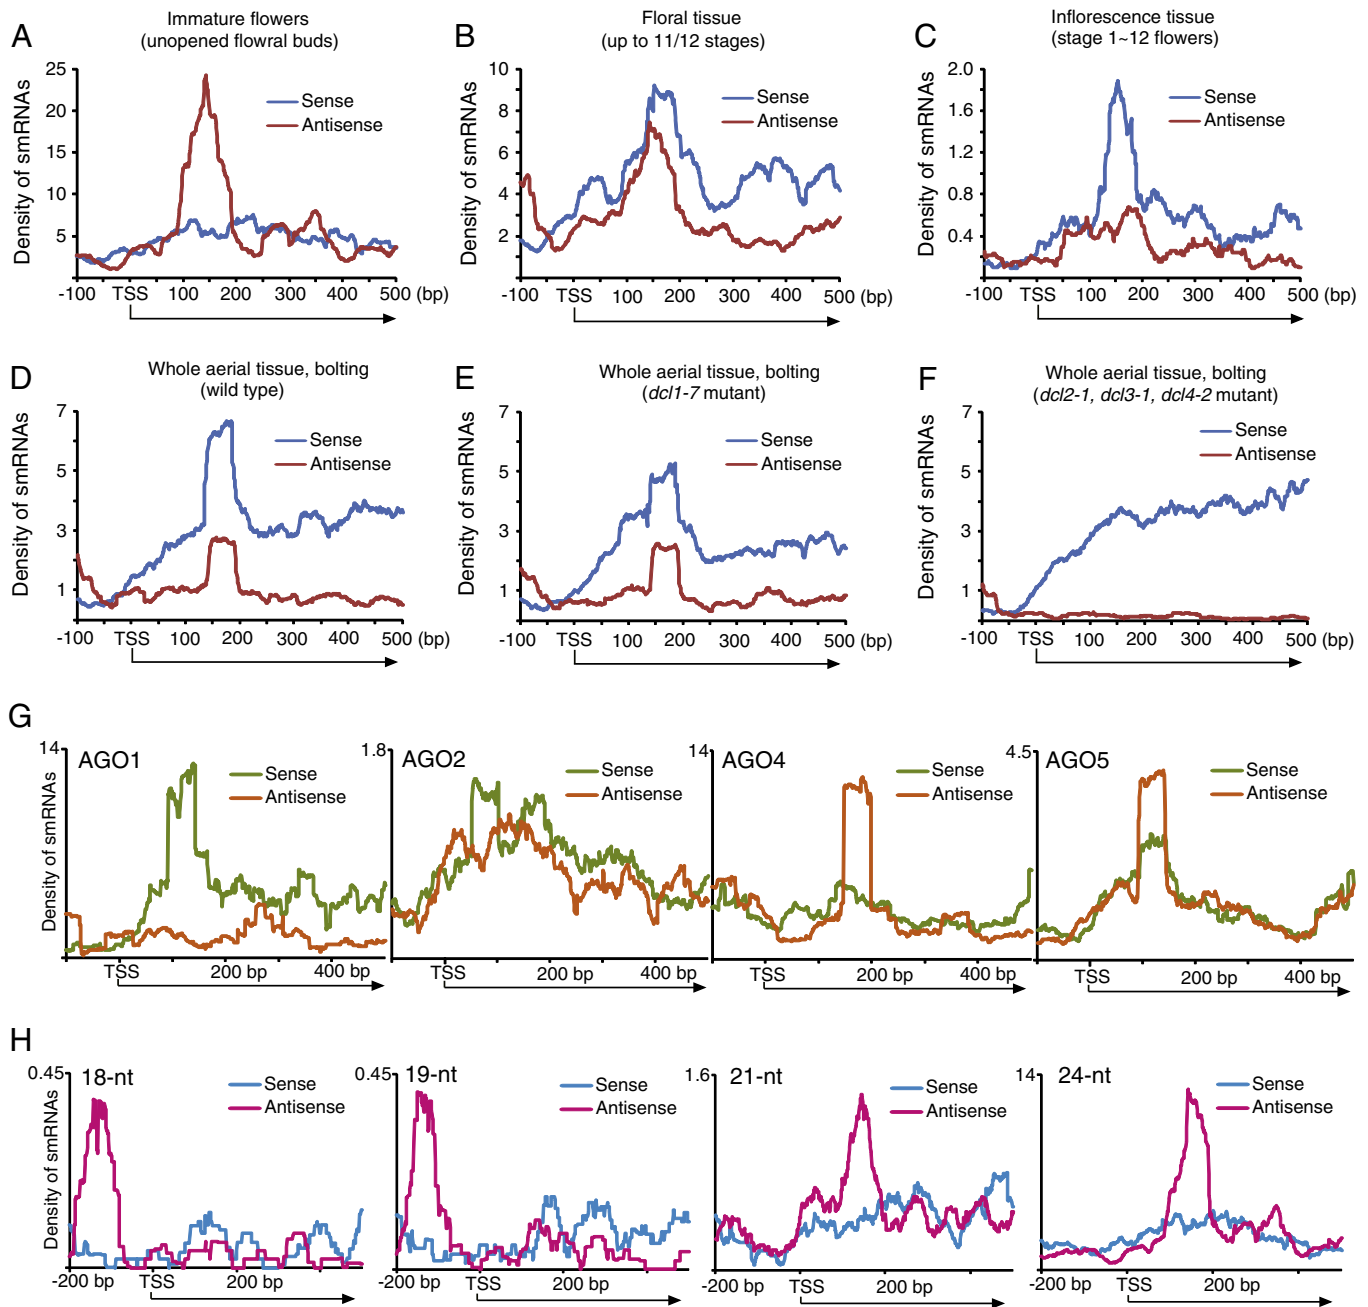 A
Immature flowers
(unopened flowral buds)
Density of smRNAs
25
20
15
10
5
Sense
Antisense
-100 TSS 100 200 300 400 500 (bp)
B
Floral tissue
(up to 11/12 stages)
Density of smRNAs
10
8
6
4
2
Sense
Antisense
-100 TSS 100 200 300 400 500 (bp)
C
Inflorescence tissue
(stage 1~12 flowers)
Density of smRNAs
2.0
1.6
1.2
0.8
0.4
Sense
Antisense
-100 TSS 100 200 300 400 500 (bp)
D
Whole aerial tissue, bolting
(wild type)
Density of smRNAs
7
5
3
1
Sense
Antisense
-100 TSS 100 200 300 400 500 (bp)
E
Whole aerial tissue, bolting
(dcl1-7 mutant)
Density of smRNAs
7
5
3
1
Sense
Antisense
-100 TSS 100 200 300 400 500 (bp)
F
Whole aerial tissue, bolting
(dcl2-1, dcl3-1, dcl4-2 mutant)
Density of smRNAs
7
5
3
1
Sense
Antisense
-100 TSS 100 200 300 400 500 (bp)
G
Density of smRNAs
14
AGO1
Sense
Antisense
TSS 200 bp 400 bp
1.8
AGO2
Sense
Antisense
TSS 200 bp 400 bp
14
AGO4
Sense
Antisense
TSS 200 bp 400 bp
4.5
AGO5
Sense
Antisense
TSS 200 bp 400 bp
H
Density of smRNAs
0.45
18-nt
Sense
Antisense
-200 bp TSS 200 bp
0.45
19-nt
Sense
Antisense
-200 bp TSS 200 bp
1.6
21-nt
Sense
Antisense
-200 bp TSS 200 bp
14
24-nt
Sense
Antisense
-200 bp TSS 200 bp